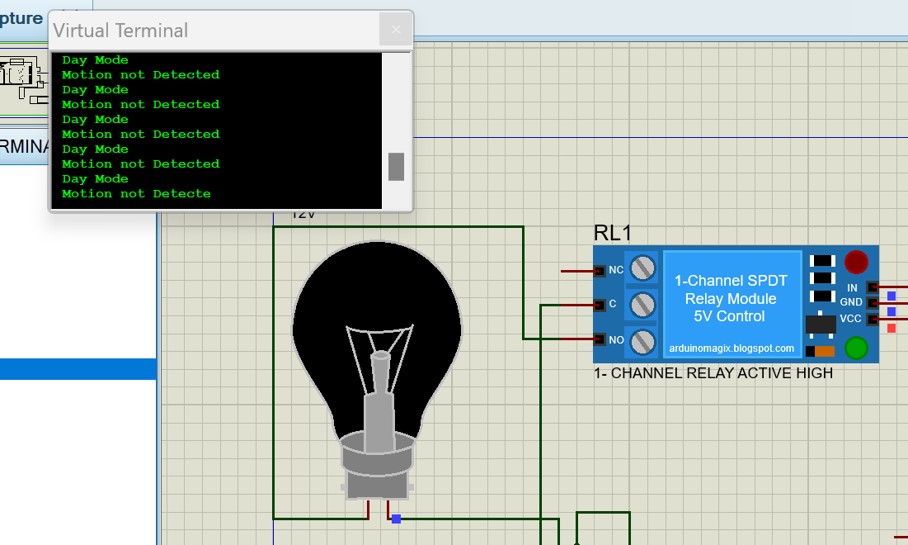 pture
Virtual Terminal
Day Mode
Motion not Detected
Day Mode
Motion not Detected
Day Mode
Motion not Detected
Day Mode
Motion not Detected
Day Mode
Motion not Detecte
RMINA
12V
RL1
NC
C
NO
1-Channel SPDT
Relay Module
5V Control
arduinomagix.blogspot.com
IN
GND
VCC
1- CHANNEL RELAY ACTIVE HIGH